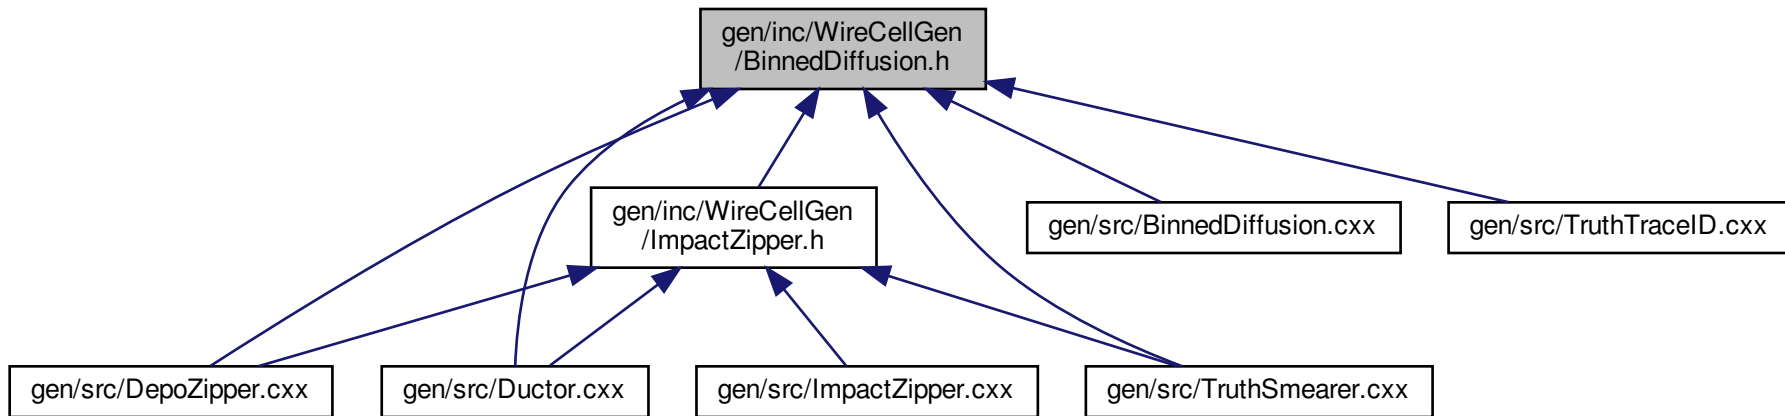 gen/inc/WireCellGen
/BinnedDiffusion.h
gen/inc/WireCellGen
/ImpactZipper.h
gen/src/BinnedDiffusion.cxx
gen/src/TruthTraceID.cxx
gen/src/DepoZipper.cxx
gen/src/Ductor.cxx
gen/src/ImpactZipper.cxx
gen/src/TruthSmearer.cxx